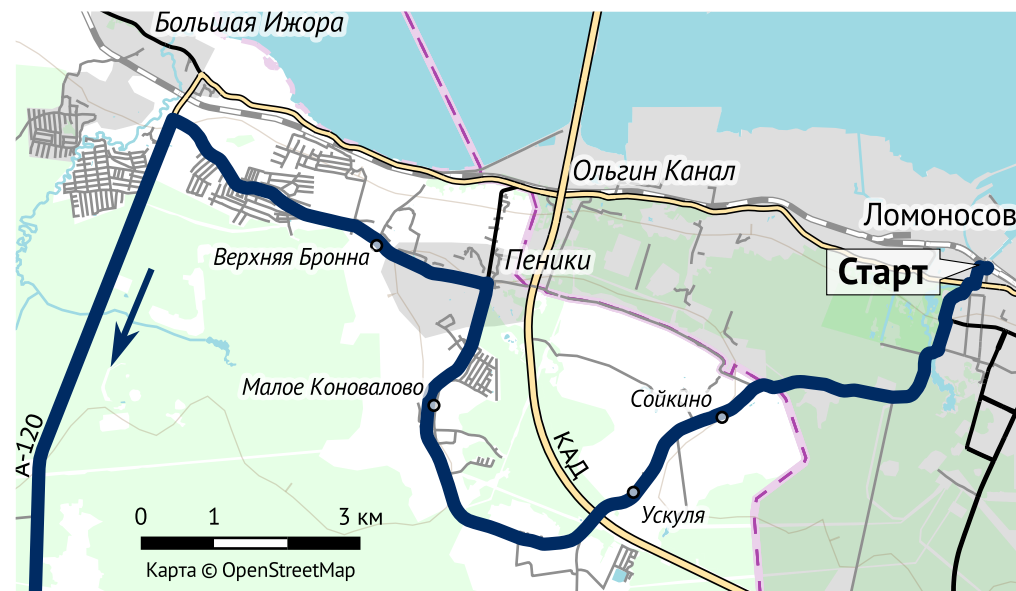 Большая Ижора
Ольгин Канал
Ломоносов
Верхняя Бронна
Пеники
Старт
Малое Коновалово
Сойкино
А-120
КАД
Ускуля
0 1 3 км
Карта © OpenStreetMap